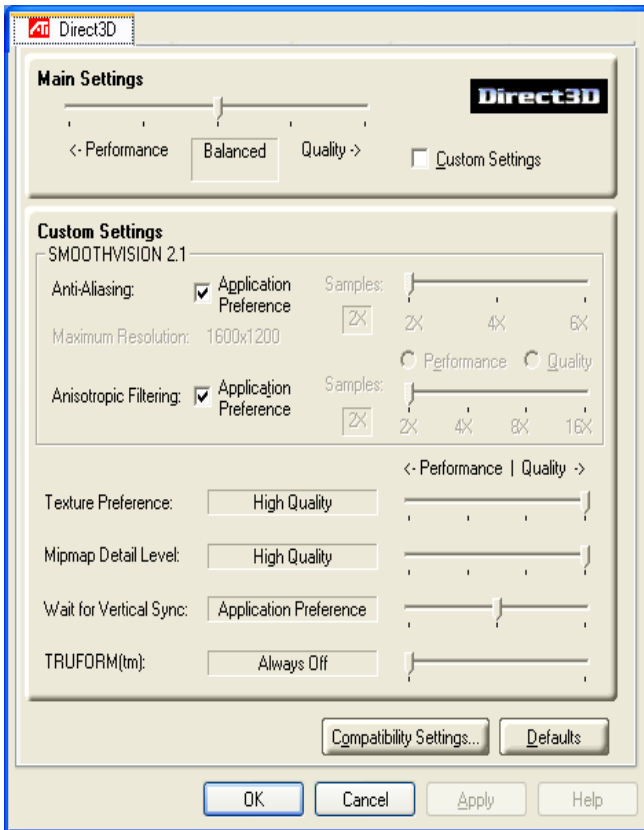 ATI Direct3D
Main Settings
Direct3D
<- Performance Balanced Quality ->
Custom Settings
Custom Settings
SMOOTHVISION 2.1
Anti-Aliasing: Application Preference Samples: 2X
2X 4X 6X
Maximum Resolution: 1600x1200
Performance Quality
Anisotropic Filtering: Application Preference Samples: 2X
2X 4X 8X 16X
<- Performance | Quality ->
Texture Preference: High Quality
Mipmap Detail Level: High Quality
Wait for Vertical Sync: Application Preference
TRUFORM(tm): Always Off
Compatibility Settings... Defaults
OK Cancel Apply Help